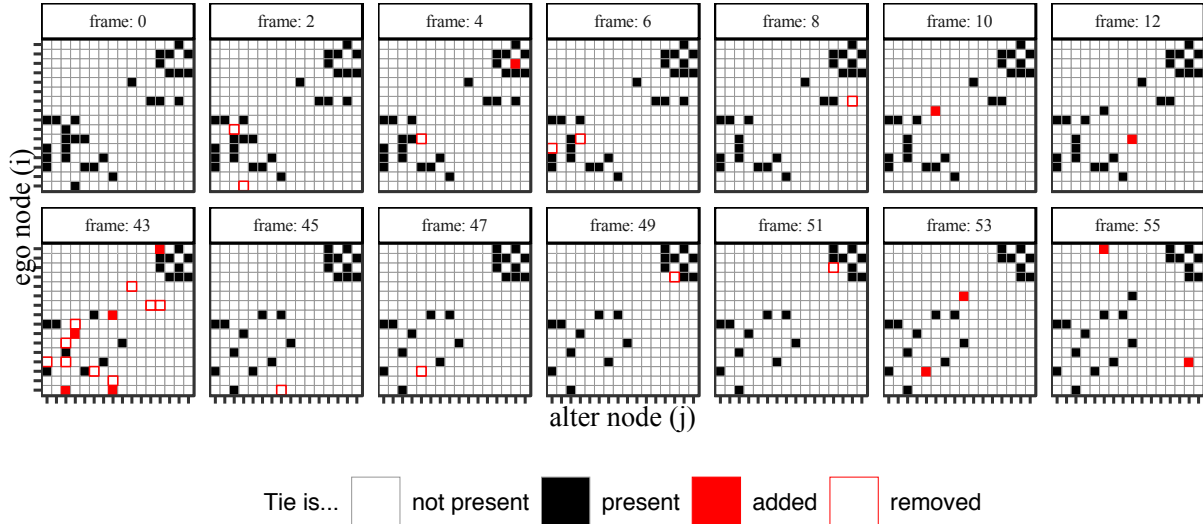 frame: 0
frame: 2
frame: 4
frame: 6
frame: 8
frame: 10
frame: 12
ego node (i)
frame: 43
frame: 45
frame: 47
frame: 49
frame: 51
frame: 53
frame: 55
alter node (j)
Tie is... not present present added removed